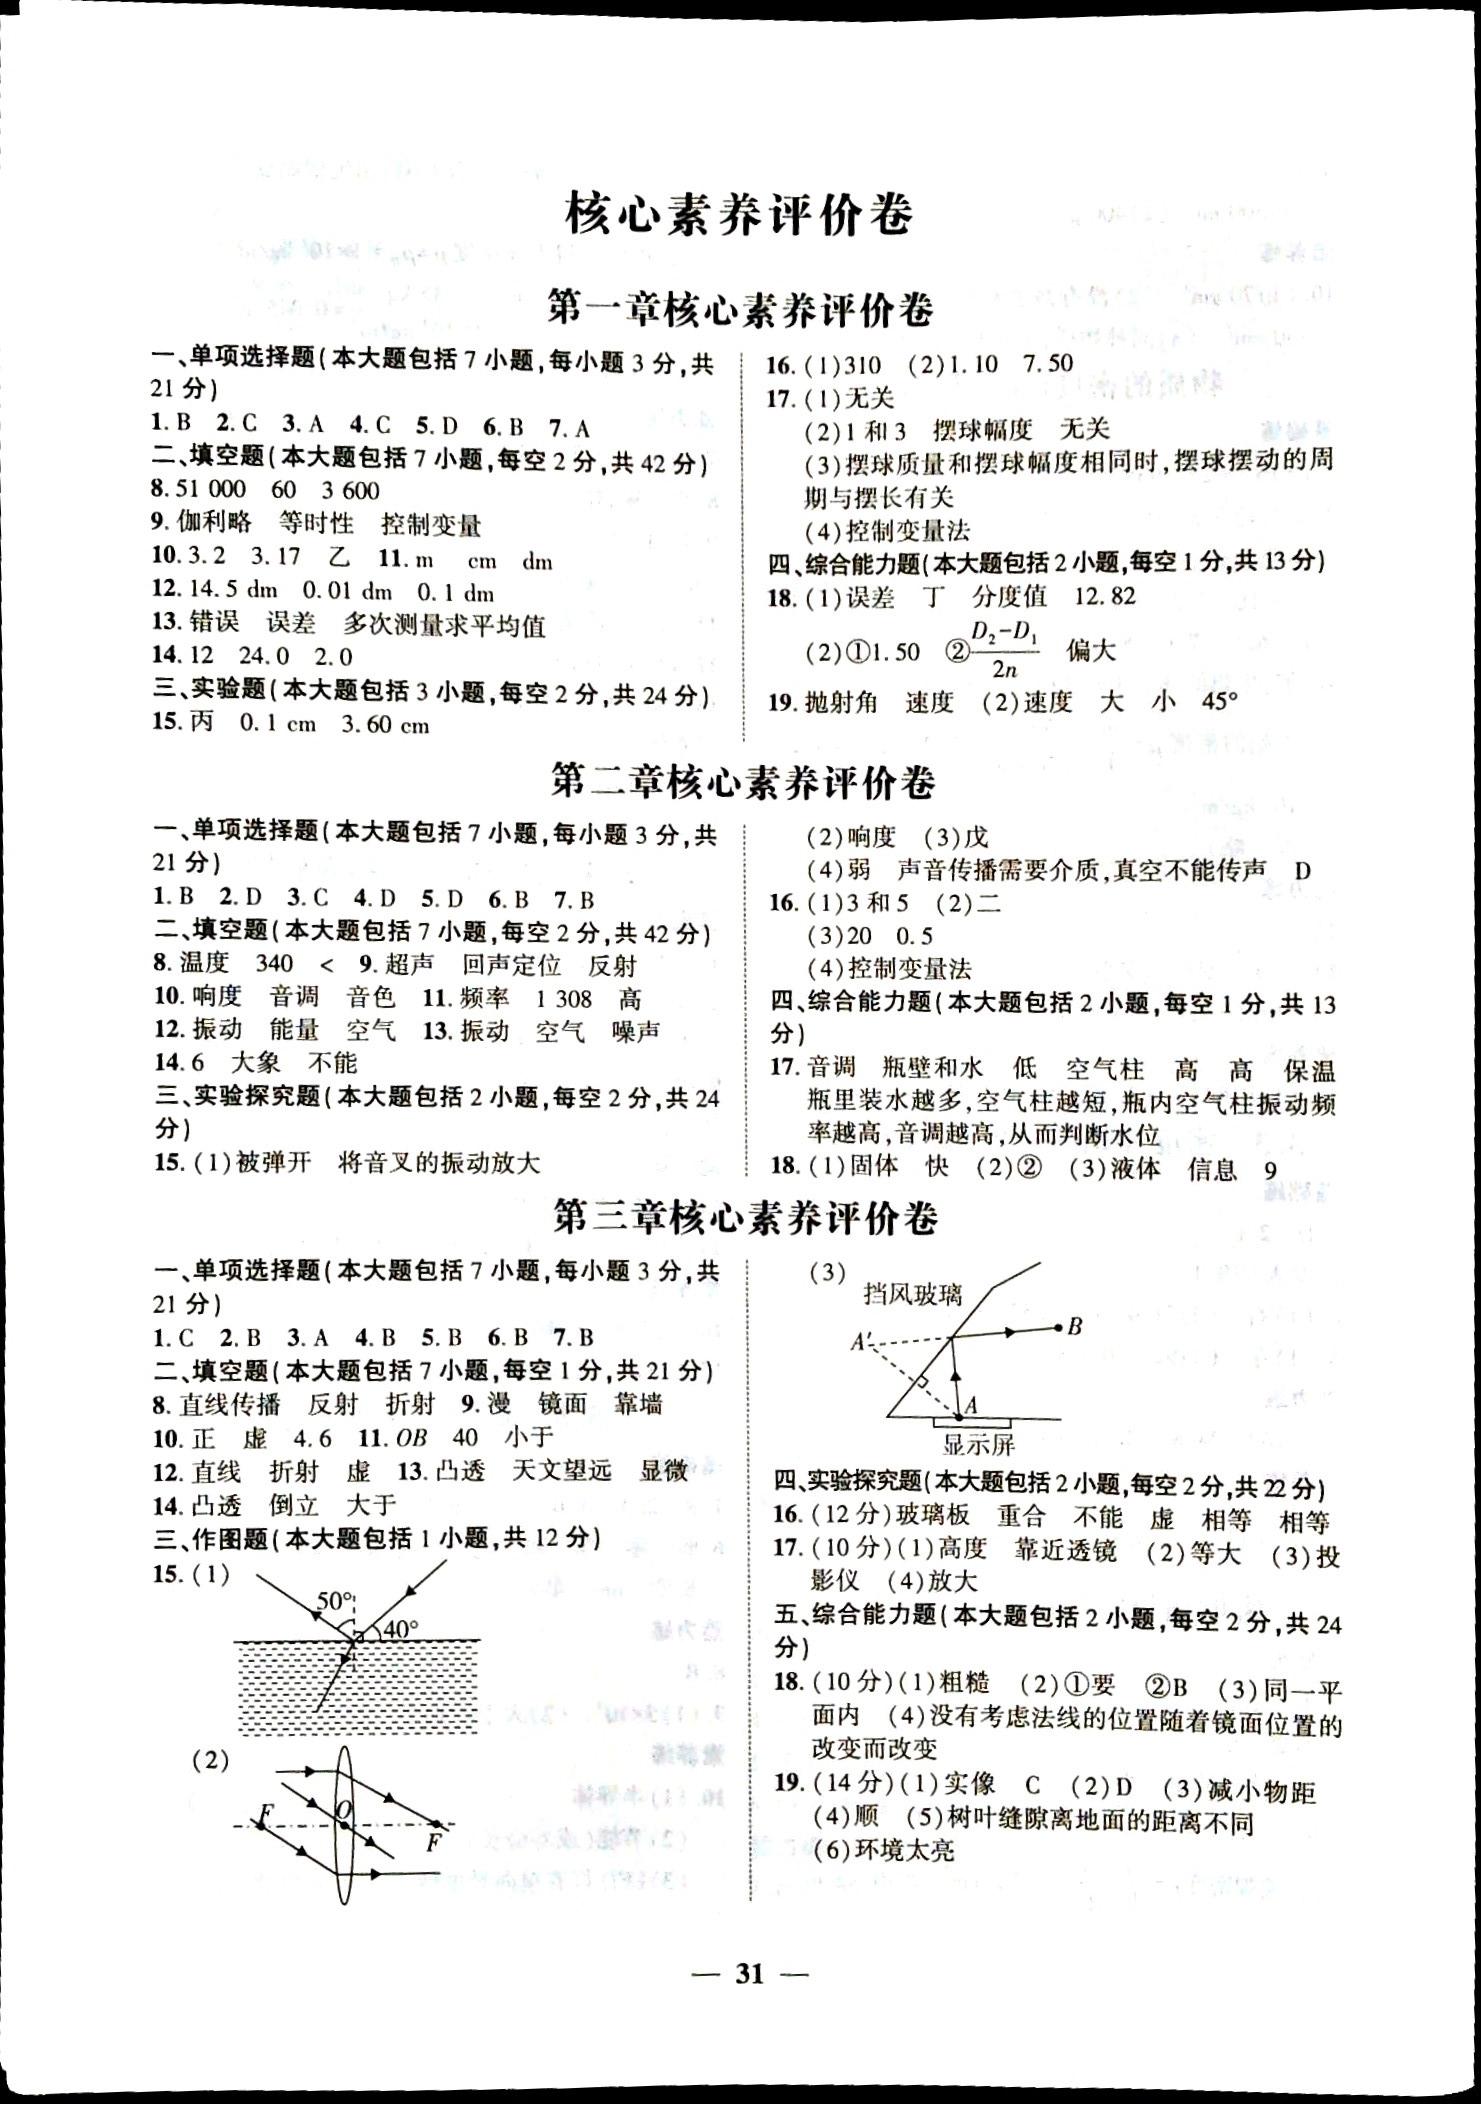 核心素养评价卷
第一章核心素养评价卷
一、单项选择题(本大题包括7小题,每小题3分,共
21分)
1. B 2. C 3. A 4. C 5. D 6. B 7. A
二、填空题(本大题包括7小题,每空2分,共42分)
8. 51 000 60 3 600
9. 伽利略 等时性 控制变量
10. 3.2 3.17 乙 11. m cm dm
12. 14.5 dm 0.01 dm 0.1 dm
13. 错误 误差 多次测量求平均值
14. 12 24.0 2.0
三、实验题(本大题包括3小题,每空2分,共24分)
15. 丙 0.1 cm 3.60 cm
16. (1)310 (2)1.10 7.50
17. (1)无关
(2)1和3 摆球幅度 无关
(3)摆球质量和摆球幅度相同时,摆球摆动的周
期与摆长有关
(4)控制变量法
四、综合能力题(本大题包括2小题,每空1分,共13分)
18. (1)误差 丁 分度值 12.82
(2)①1.50 ②$\frac{D_2-D_1}{2n}$ 偏大
19. 抛射角 速度 (2)速度 大 小 45°
第二章核心素养评价卷
一、单项选择题(本大题包括7小题,每小题3分,共
21分)
1. B 2. D 3. C 4. D 5. D 6. B 7. B
二、填空题(本大题包括7小题,每空2分,共42分)
8. 温度 340 < 9. 超声 回声定位 反射
10. 响度 音调 音色 11. 频率 1 308 高
12. 振动 能量 空气 13. 振动 空气 噪声
14. 6 大象 不能
三、实验探究题(本大题包括2小题,每空2分,共24
分)
15. (1)被弹开 将音叉的振动放大
(2)响度 (3)戊
(4)弱 声音传播需要介质,真空不能传声 D
16. (1)3和5 (2)二
(3)20 0.5
(4)控制变量法
四、综合能力题(本大题包括2小题,每空1分,共13
分)
17. 音调 瓶壁和水 低 空气柱 高 高 保温
瓶里装水越多,空气柱越短,瓶内空气柱振动频
率越高,音调越高,从而判断水位
18. (1)固体 快 (2)② (3)液体 信息 9
第三章核心素养评价卷
一、单项选择题(本大题包括7小题,每小题3分,共
21分)
1. C 2. B 3. A 4. B 5. B 6. B 7. B
二、填空题(本大题包括7小题,每空1分,共21分)
8. 直线传播 反射 折射 9. 漫 镜面 靠墙
10. 正 虚 4.6 11. OB 40 小于
12. 直线 折射 虚 13. 凸透 天文望远 显微
14. 凸透 倒立 大于
三、作图题(本大题包括1小题,共12分)
15. (1)
50°
40°
(2)
F
O
F
(3)
挡风玻璃
A′
B
A
显示屏
四、实验探究题(本大题包括2小题,每空2分,共22分)
16. (12分)玻璃板 重合 不能 虚 相等 相等
17. (10分)(1)高度 靠近透镜 (2)等大 (3)投
影仪 (4)放大
五、综合能力题(本大题包括2小题,每空2分,共24
分)
18. (10分)(1)粗糙 (2)①要 ②B (3)同一平
面内 (4)没有考虑法线的位置随着镜面位置的
改变而改变
19. (14分)(1)实像 C (2)D (3)减小物距
(4)顺 (5)树叶缝隙离地面的距离不同
(6)环境太亮
— 31 —